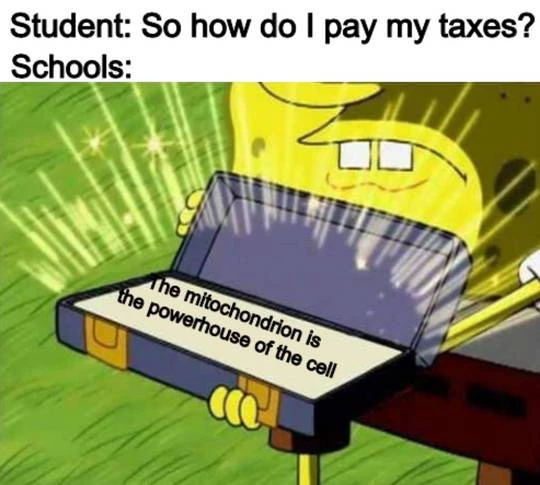 Student: So how do I pay my taxes?
Schools:
The mitochondrion is
the powerhouse of the cell